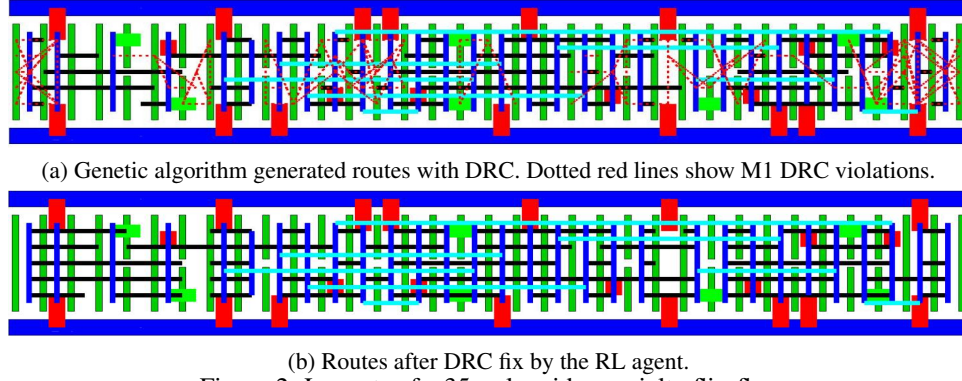 (a) Genetic algorithm generated routes with DRC. Dotted red lines show M1 DRC violations.
(b) Routes after DRC fix by the RL agent.